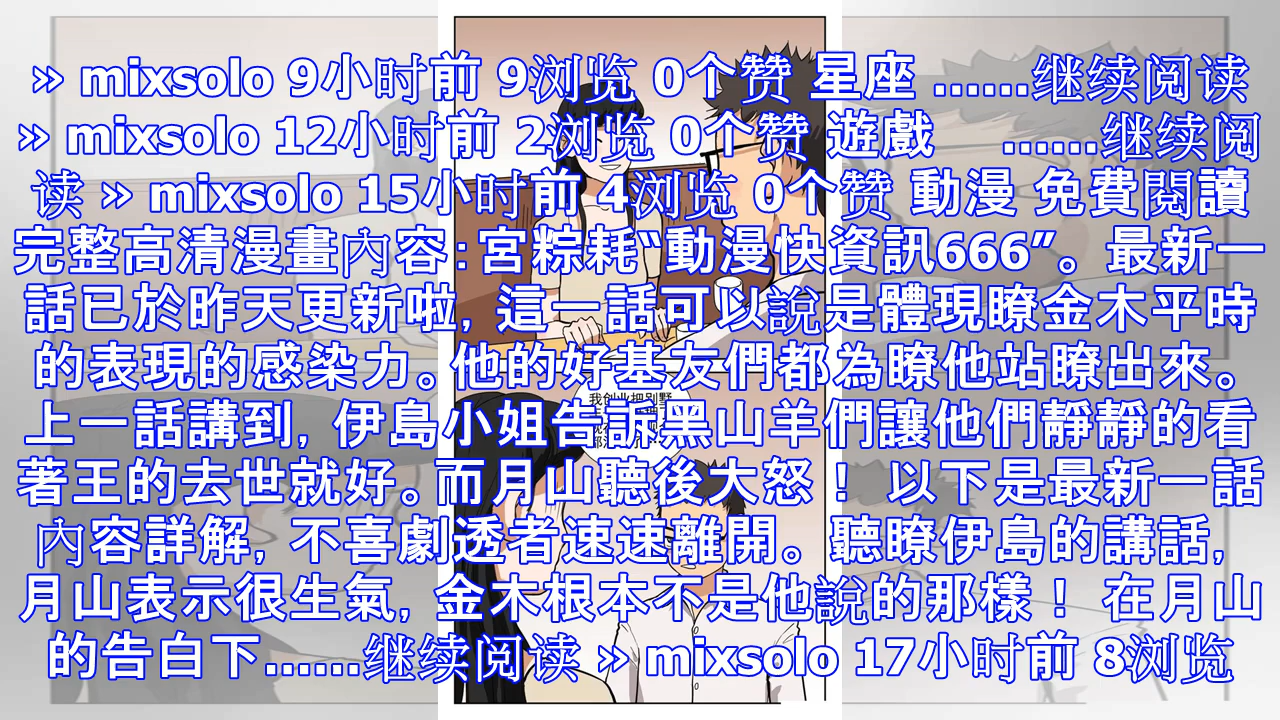 » mixsolo 9小时前 9浏览 0个赞 星座 ......继续阅读
» mixsolo 12小时前 2浏览 0个赞 遊戲 ......继续阅
读 » mixsolo 15小时前 4浏览 0个赞 動漫 免費閱讀
完整高清漫畫內容：宮粽耗“動漫快資訊666”。最新一
話已於昨天更新啦，這一話可以說是體現瞭金木平時
的表現的感染力。他的好基友們都為瞭他站瞭出來。
上一話講到，伊島小姐告訴黑山羊們讓他們靜靜的看
著王的去世就好。而月山聽後大怒！ 以下是最新一話
內容詳解，不喜劇透者速速離開。聽瞭伊島的講話，
月山表示很生氣，金木根本不是他說的那樣！ 在月山
的告白下......继续阅读 » mixsolo 17小时前 8浏览
我创业把别墅